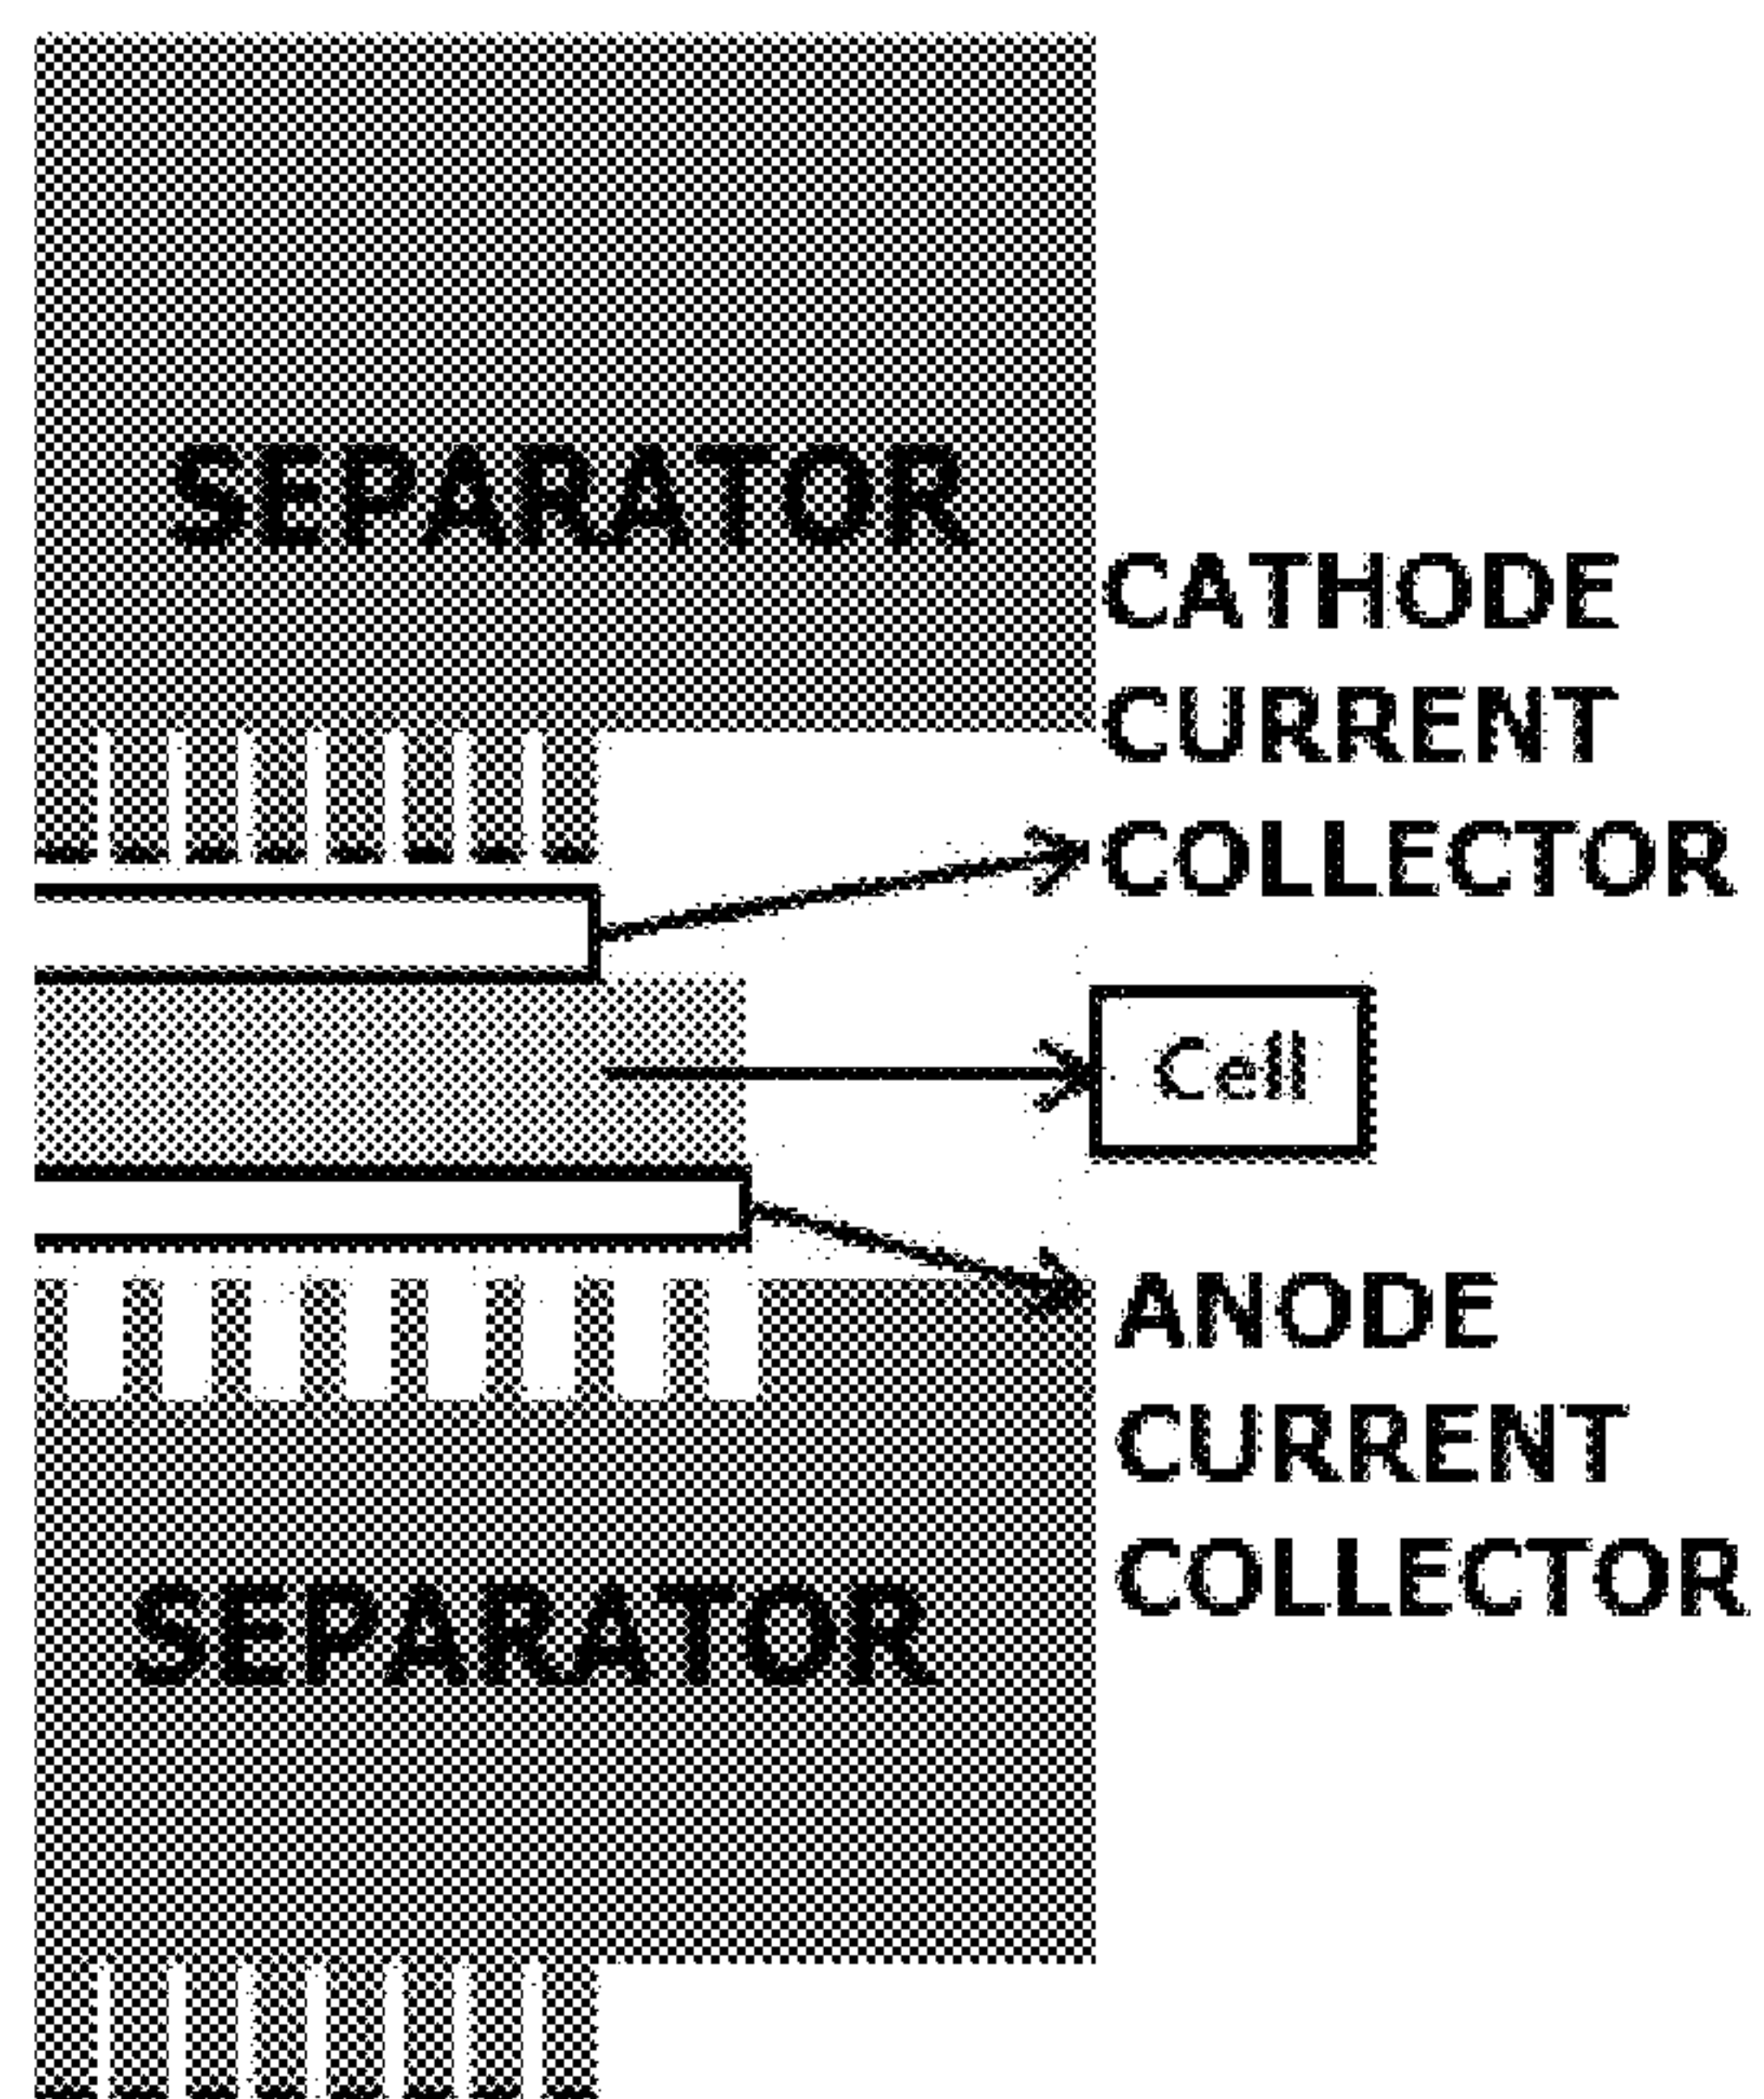 SEPARATOR
CATHODE
CURRENT
COLLECTOR
Cell
ANODE
CURRENT
COLLECTOR
SEPARATOR